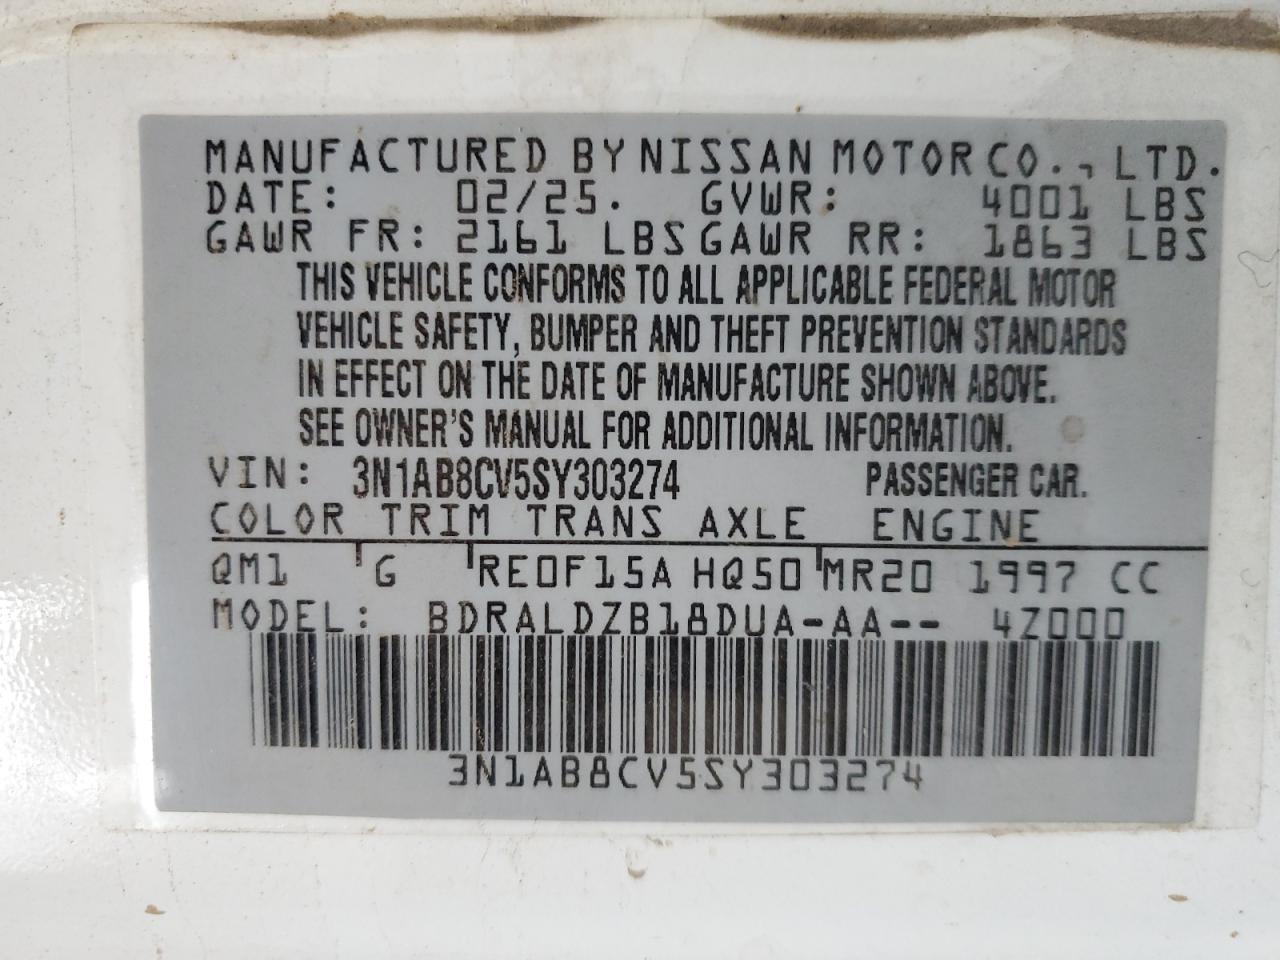 MANUFACTURED BY NISSAN MOTOR CO., LTD.
DATE: 02/25. GVWR: 4001 LBS
GAWR FR: 2161 LBS GAWR RR: 1863 LBS
THIS VEHICLE CONFORMS TO ALL APPLICABLE FEDERAL MOTOR
VEHICLE SAFETY, BUMPER AND THEFT PREVENTION STANDARDS
IN EFFECT ON THE DATE OF MANUFACTURE SHOWN ABOVE.
SEE OWNER'S MANUAL FOR ADDITIONAL INFORMATION.
VIN: 3N1AB8CV5SY303274 PASSENGER CAR.
COLOR TRIM TRANS AXLE ENGINE
QM1 G RE0F15A HQ50 MR20 1997 CC
MODEL: BDRALDZB18DUA-AA-- 4Z000
3N1AB8CV5SY303274